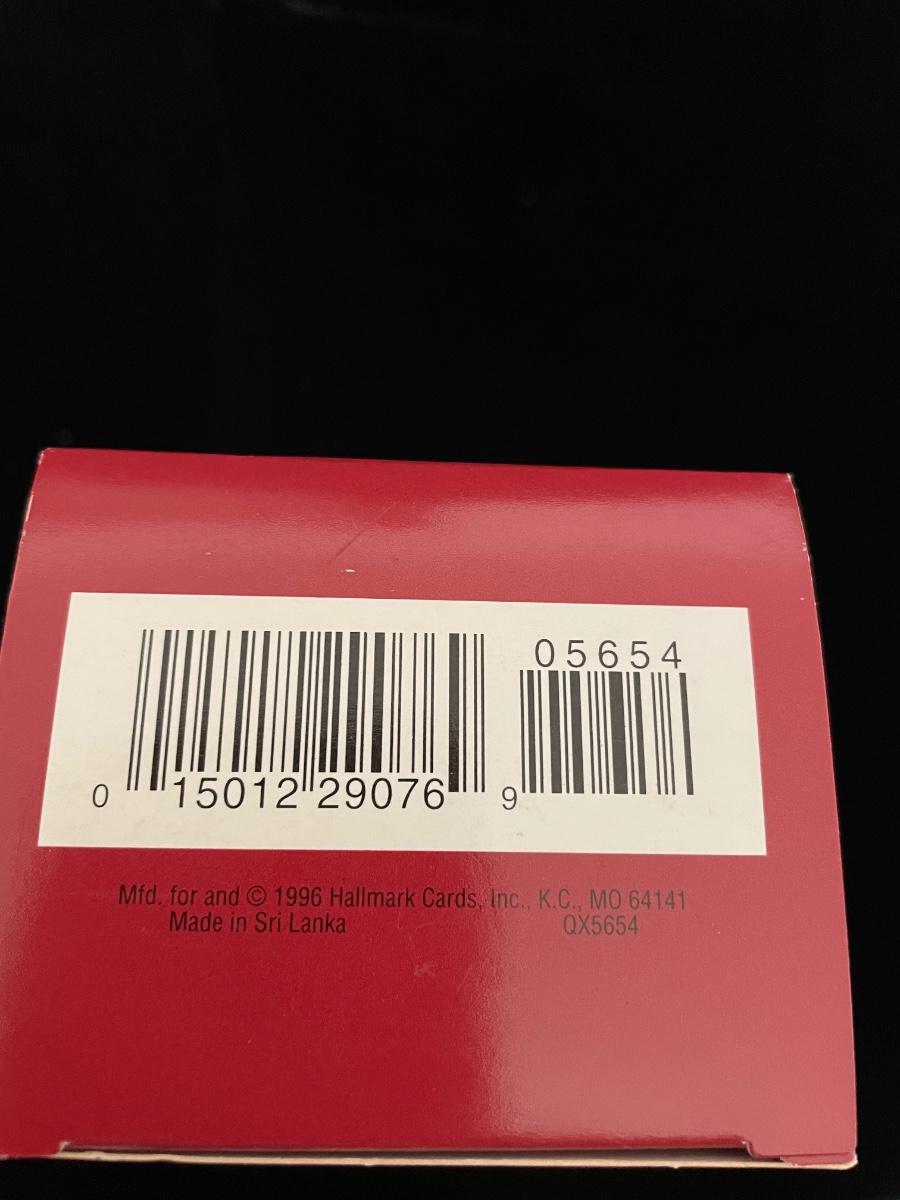 05654
0 15012 29076 9
Mfd. for and © 1996 Hallmark Cards, Inc., K.C., MO 64141
Made in Sri Lanka QX5654